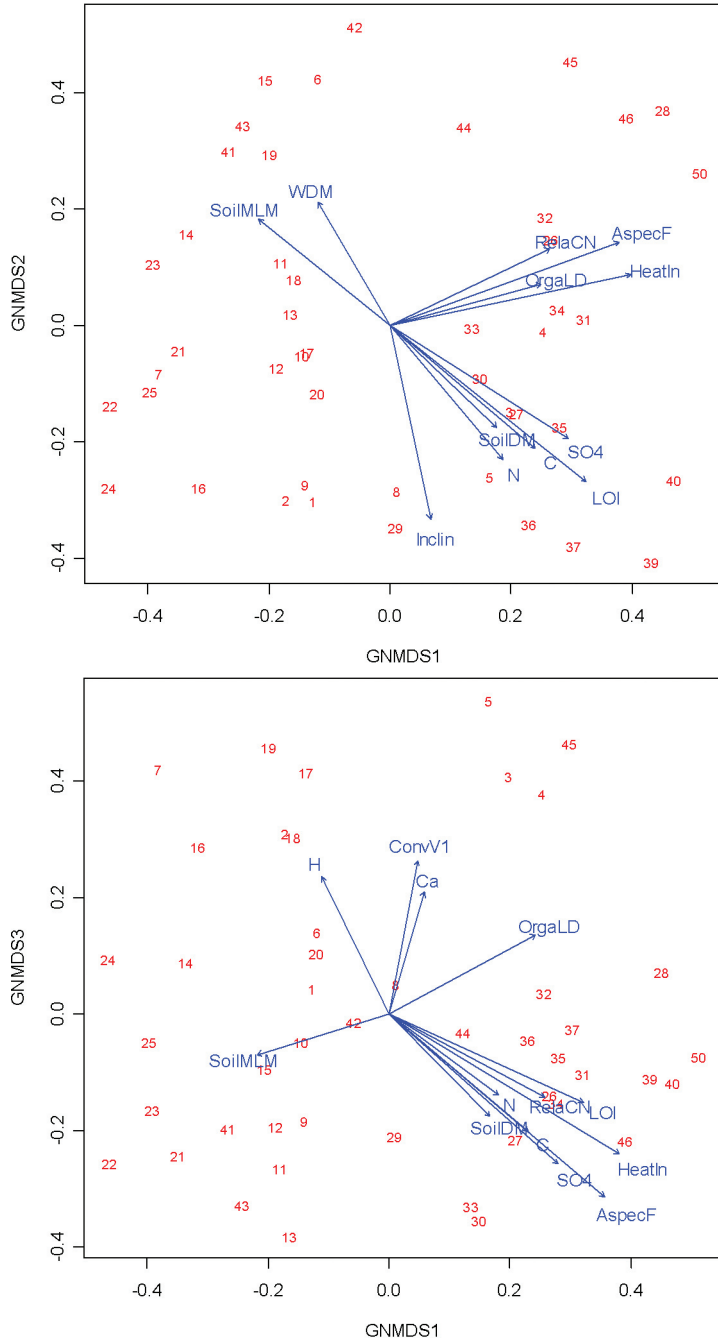 42
45
15 6
0.4
28
43 44 46
41 19
50
0.2
WDM
SoilMLM
32
AspecF
14 26
RelaCN
23 11
HeatIn
18 OrgaLD
34
13 31
GNMDS2
0.0
33 4
21 17
10
12
7 30
25 20
22 3 27
35
-0.2
SoilDM
SO4
C
N
5 40
24 16 9 8
LOI
2 1
29 36
Inclin
37
-0.4
39
-0.4 -0.2 0.0 0.2 0.4
GNMDS1
5
19 45
7 17
0.4
3
4
2 18
16
ConvV1
H
Ca
0.2
OrgaLD
6
24 20
14
28
1 8 32
GNMDS3
0.0
42
37
25 10 44 36
SoilMLM
35 50
15
31 39 40
26
N RelaCN 34 LOI
23
9
SoilDM
-0.2
41 12
29 27 C 46
22 21
11
HeatIn
SO4
43 33
AspecF
30
13
-0.4
-0.4 -0.2 0.0 0.2 0.4
GNMDS1